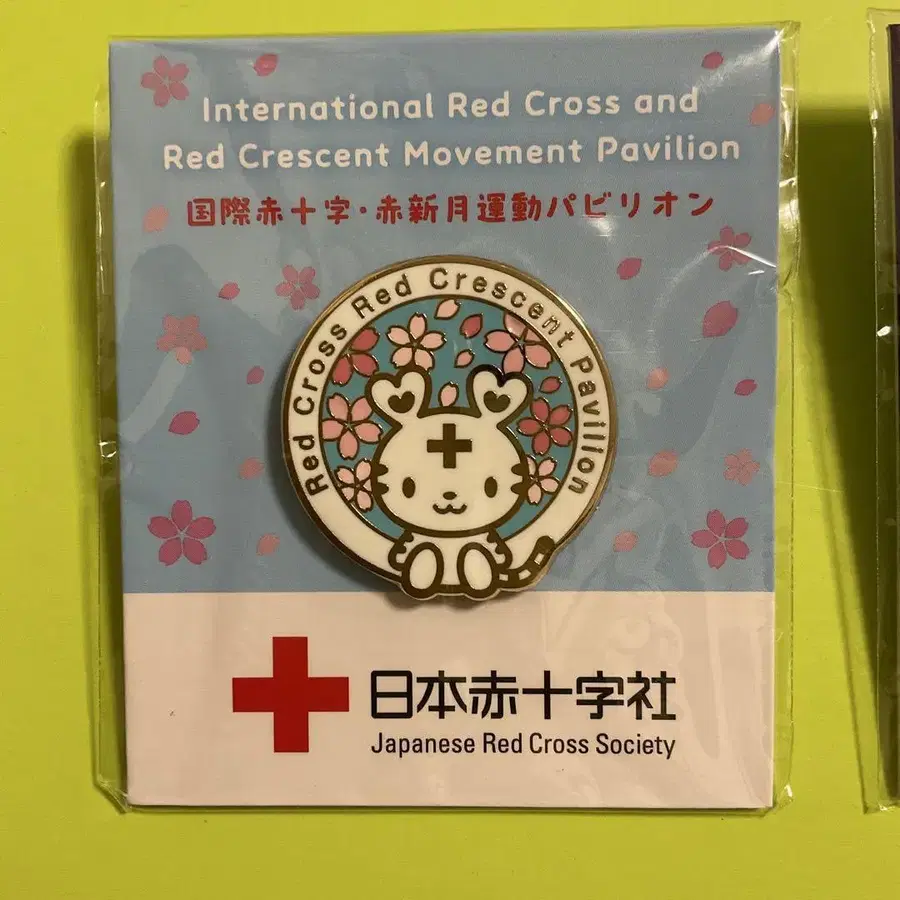 International Red Cross and
Red Crescent Movement Pavilion
国際赤十字・赤新月運動パビリオン
Red Cross Red Crescent Pavilion
日本赤十字社
Japanese Red Cross Society